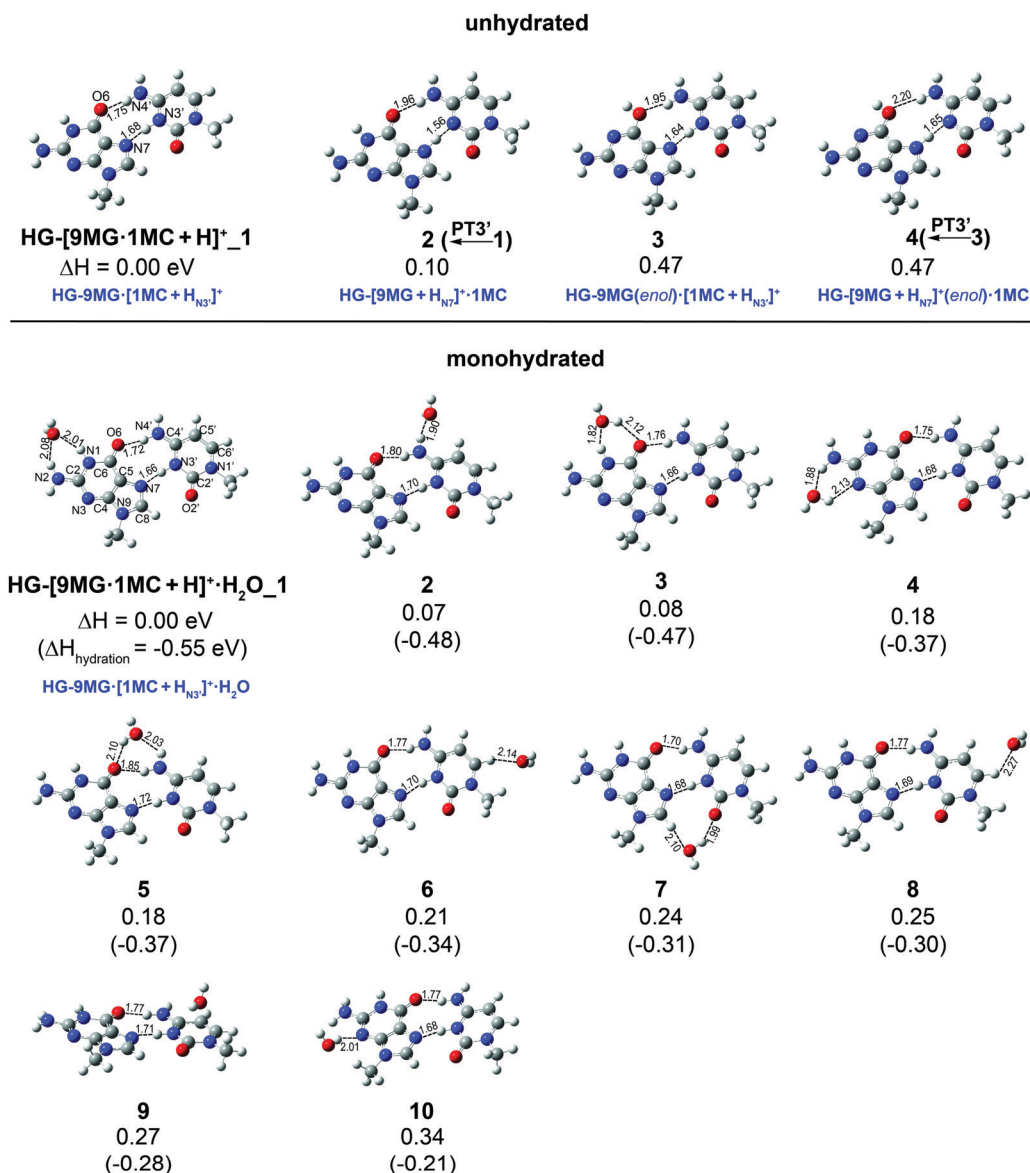 unhydrated
O6
1.75
N4'
N3'
1.68
N7
1.96
1.56
1.95
1.64
2.20
1.65
HG-[9MG·1MC + H]⁺_1
ΔH = 0.00 eV
HG-9MG·[1MC + H_N3']⁺
2 (←PT3' 1)
0.10
HG-[9MG + H_N7]⁺·1MC
3
0.47
HG-9MG(enol)·[1MC + H_N3']⁺
4(←PT3' 3)
0.47
HG-[9MG + H_N7]⁺(enol)·1MC
monohydrated
2.08
2.01
O6
1.72
N4'
C4'
C5'
C6'
N1
N2
C2
C6
C5
1.66
N3'
N1'
N7
C2'
N3
C4
N9
C8
O2'
1.90
1.80
1.70
1.82
2.12
1.76
1.66
1.75
1.68
1.88
2.13
HG-[9MG·1MC + H]⁺·H₂O_1
ΔH = 0.00 eV
(ΔH_hydration = -0.55 eV)
HG-9MG·[1MC + H_N3']⁺·H₂O
2
0.07
(-0.48)
3
0.08
(-0.47)
4
0.18
(-0.37)
2.10
2.03
1.85
1.72
1.77
1.70
2.14
1.70
1.68
2.10
1.99
1.77
1.69
2.27
5
0.18
(-0.37)
6
0.21
(-0.34)
7
0.24
(-0.31)
8
0.25
(-0.30)
1.77
1.71
1.77
1.68
2.01
9
0.27
(-0.28)
10
0.34
(-0.21)